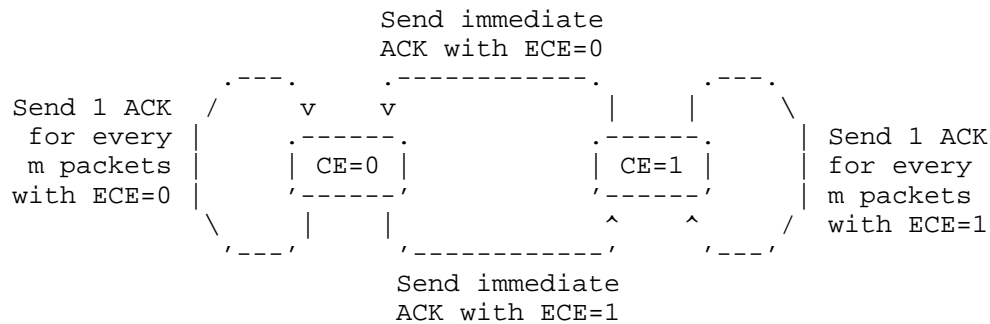 Send immediate
ACK with ECE=0
Send 1 ACK
for every
m packets
with ECE=0
CE=0
CE=1
Send 1 ACK
for every
m packets
with ECE=1
Send immediate
ACK with ECE=1